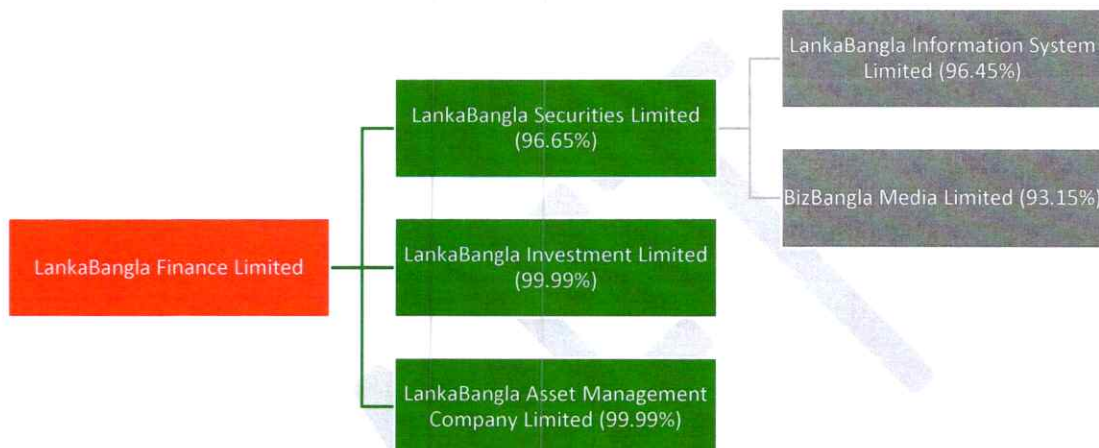 LankaBangla Information System
Limited (96.45%)
LankaBangla Securities Limited
(96.65%)
BizBangla Media Limited (93.15%)
LankaBangla Finance Limited
LankaBangla Investment Limited
(99.99%)
LankaBangla Asset Management
Company Limited (99.99%)